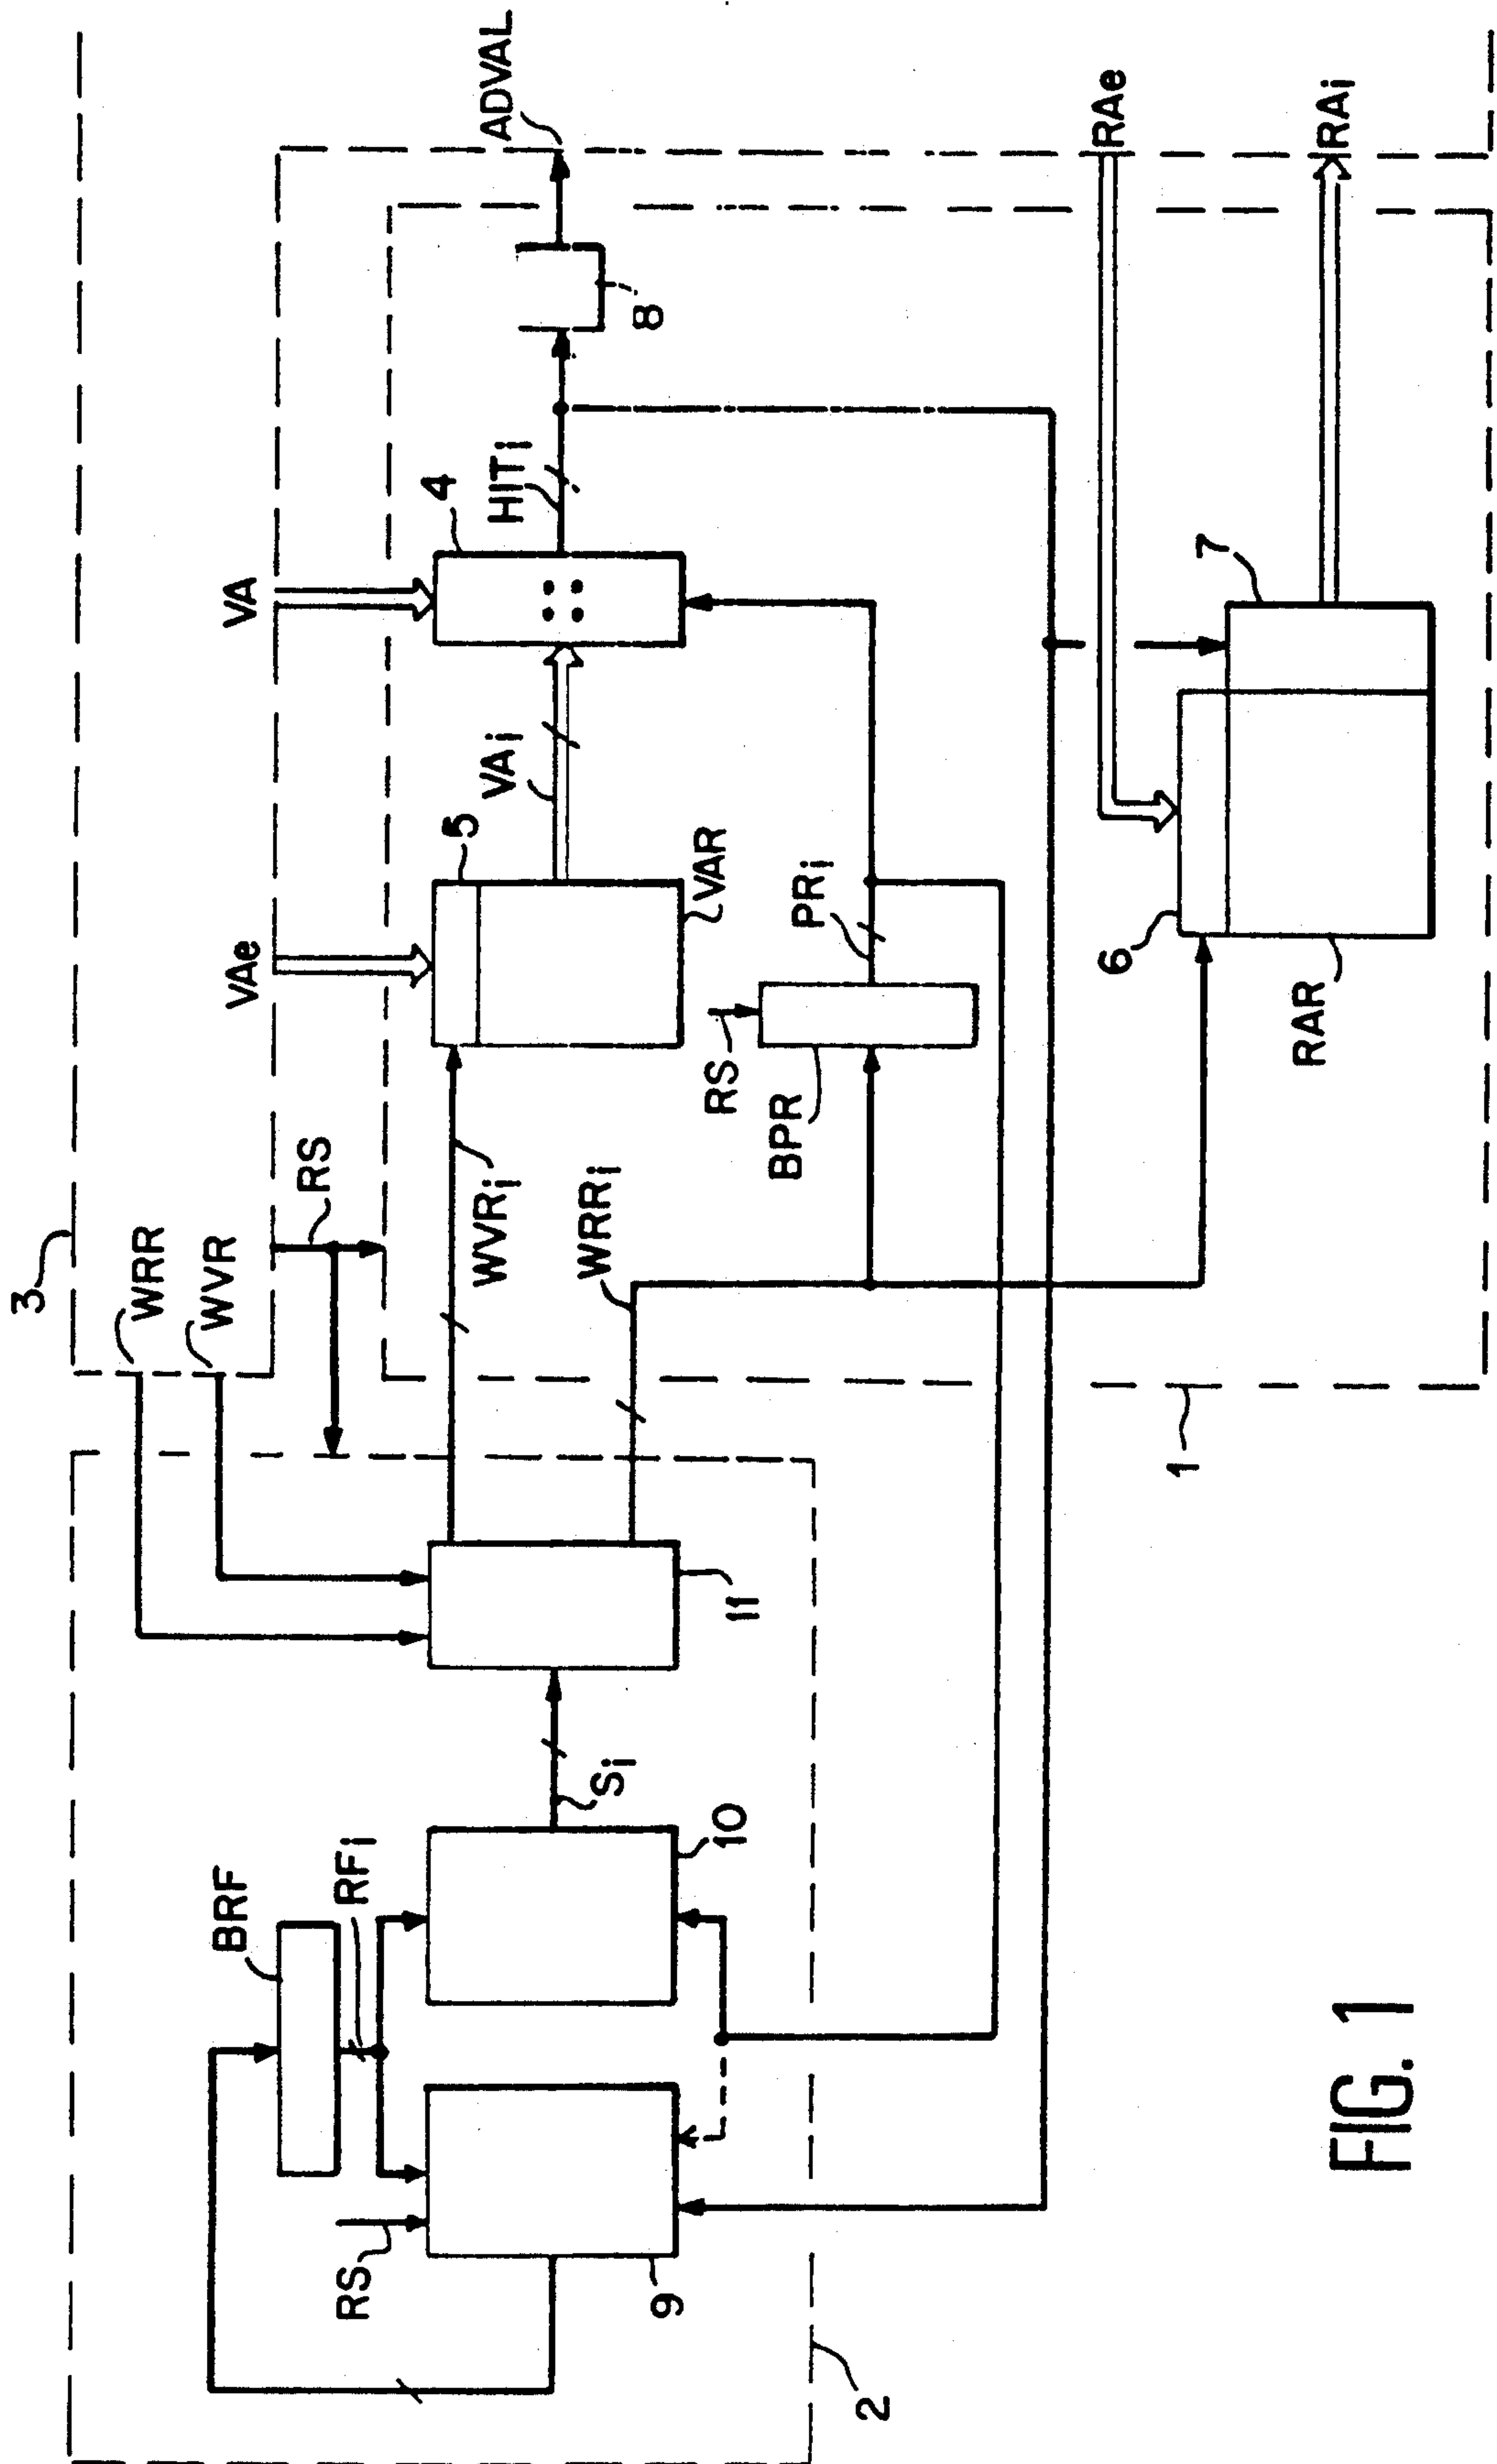 3
WRR
WVR
RS
VAe
VA
ADVAL
BRF
RFi
RS
9
10
Si
11
WVRi
WRRi
5
VAi
VAR
4
HITi
8
RS
BPR
PRi
RAe
RAi
6
7
RAR
1
2
FIG. 1